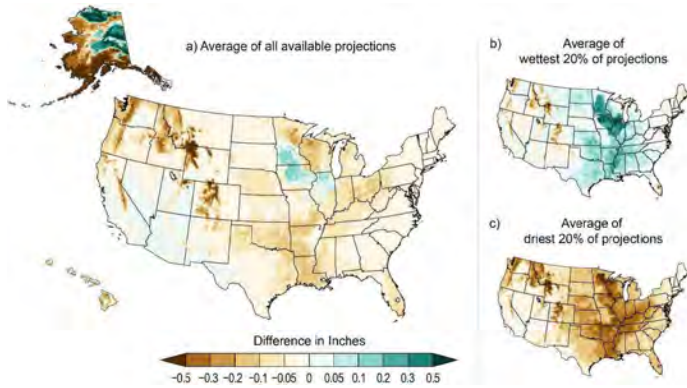 a) Average of all available projections
b)
Average of
wettest 20% of projections
c)
Average of
driest 20% of projections
Difference in Inches
−0.5 −0.3 −0.2 −0.1 −0.05 0 0.05 0.1 0.2 0.3 0.5